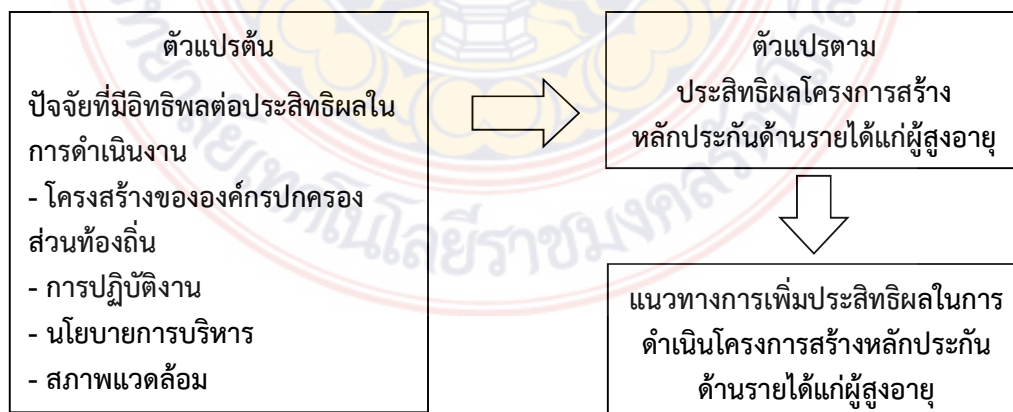 ตัวแปรต้น
ปัจจัยที่มีอิทธิพลต่อประสิทธิผลใน
การดำเนินงาน
- โครงสร้างขององค์กรปกครอง
ส่วนท้องถิ่น
- การปฏิบัติงาน
- นโยบายการบริหาร
- สภาพแวดล้อม
ตัวแปรตาม
ประสิทธิผลโครงการสร้าง
หลักประกันด้านรายได้แก่ผู้สูงอายุ
แนวทางการเพิ่มประสิทธิผลในการ
ดำเนินโครงการสร้างหลักประกัน
ด้านรายได้แก่ผู้สูงอายุ